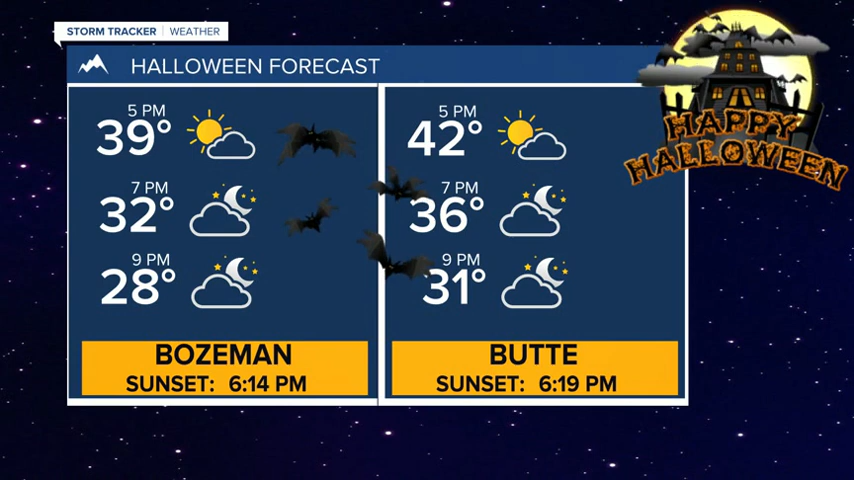 STORM TRACKER | WEATHER
HALLOWEEN FORECAST
HAPPY
HALLOWEEN
5 PM
39°
7 PM
32°
9 PM
28°
BOZEMAN
SUNSET: 6:14 PM
5 PM
42°
7 PM
36°
9 PM
31°
BUTTE
SUNSET: 6:19 PM